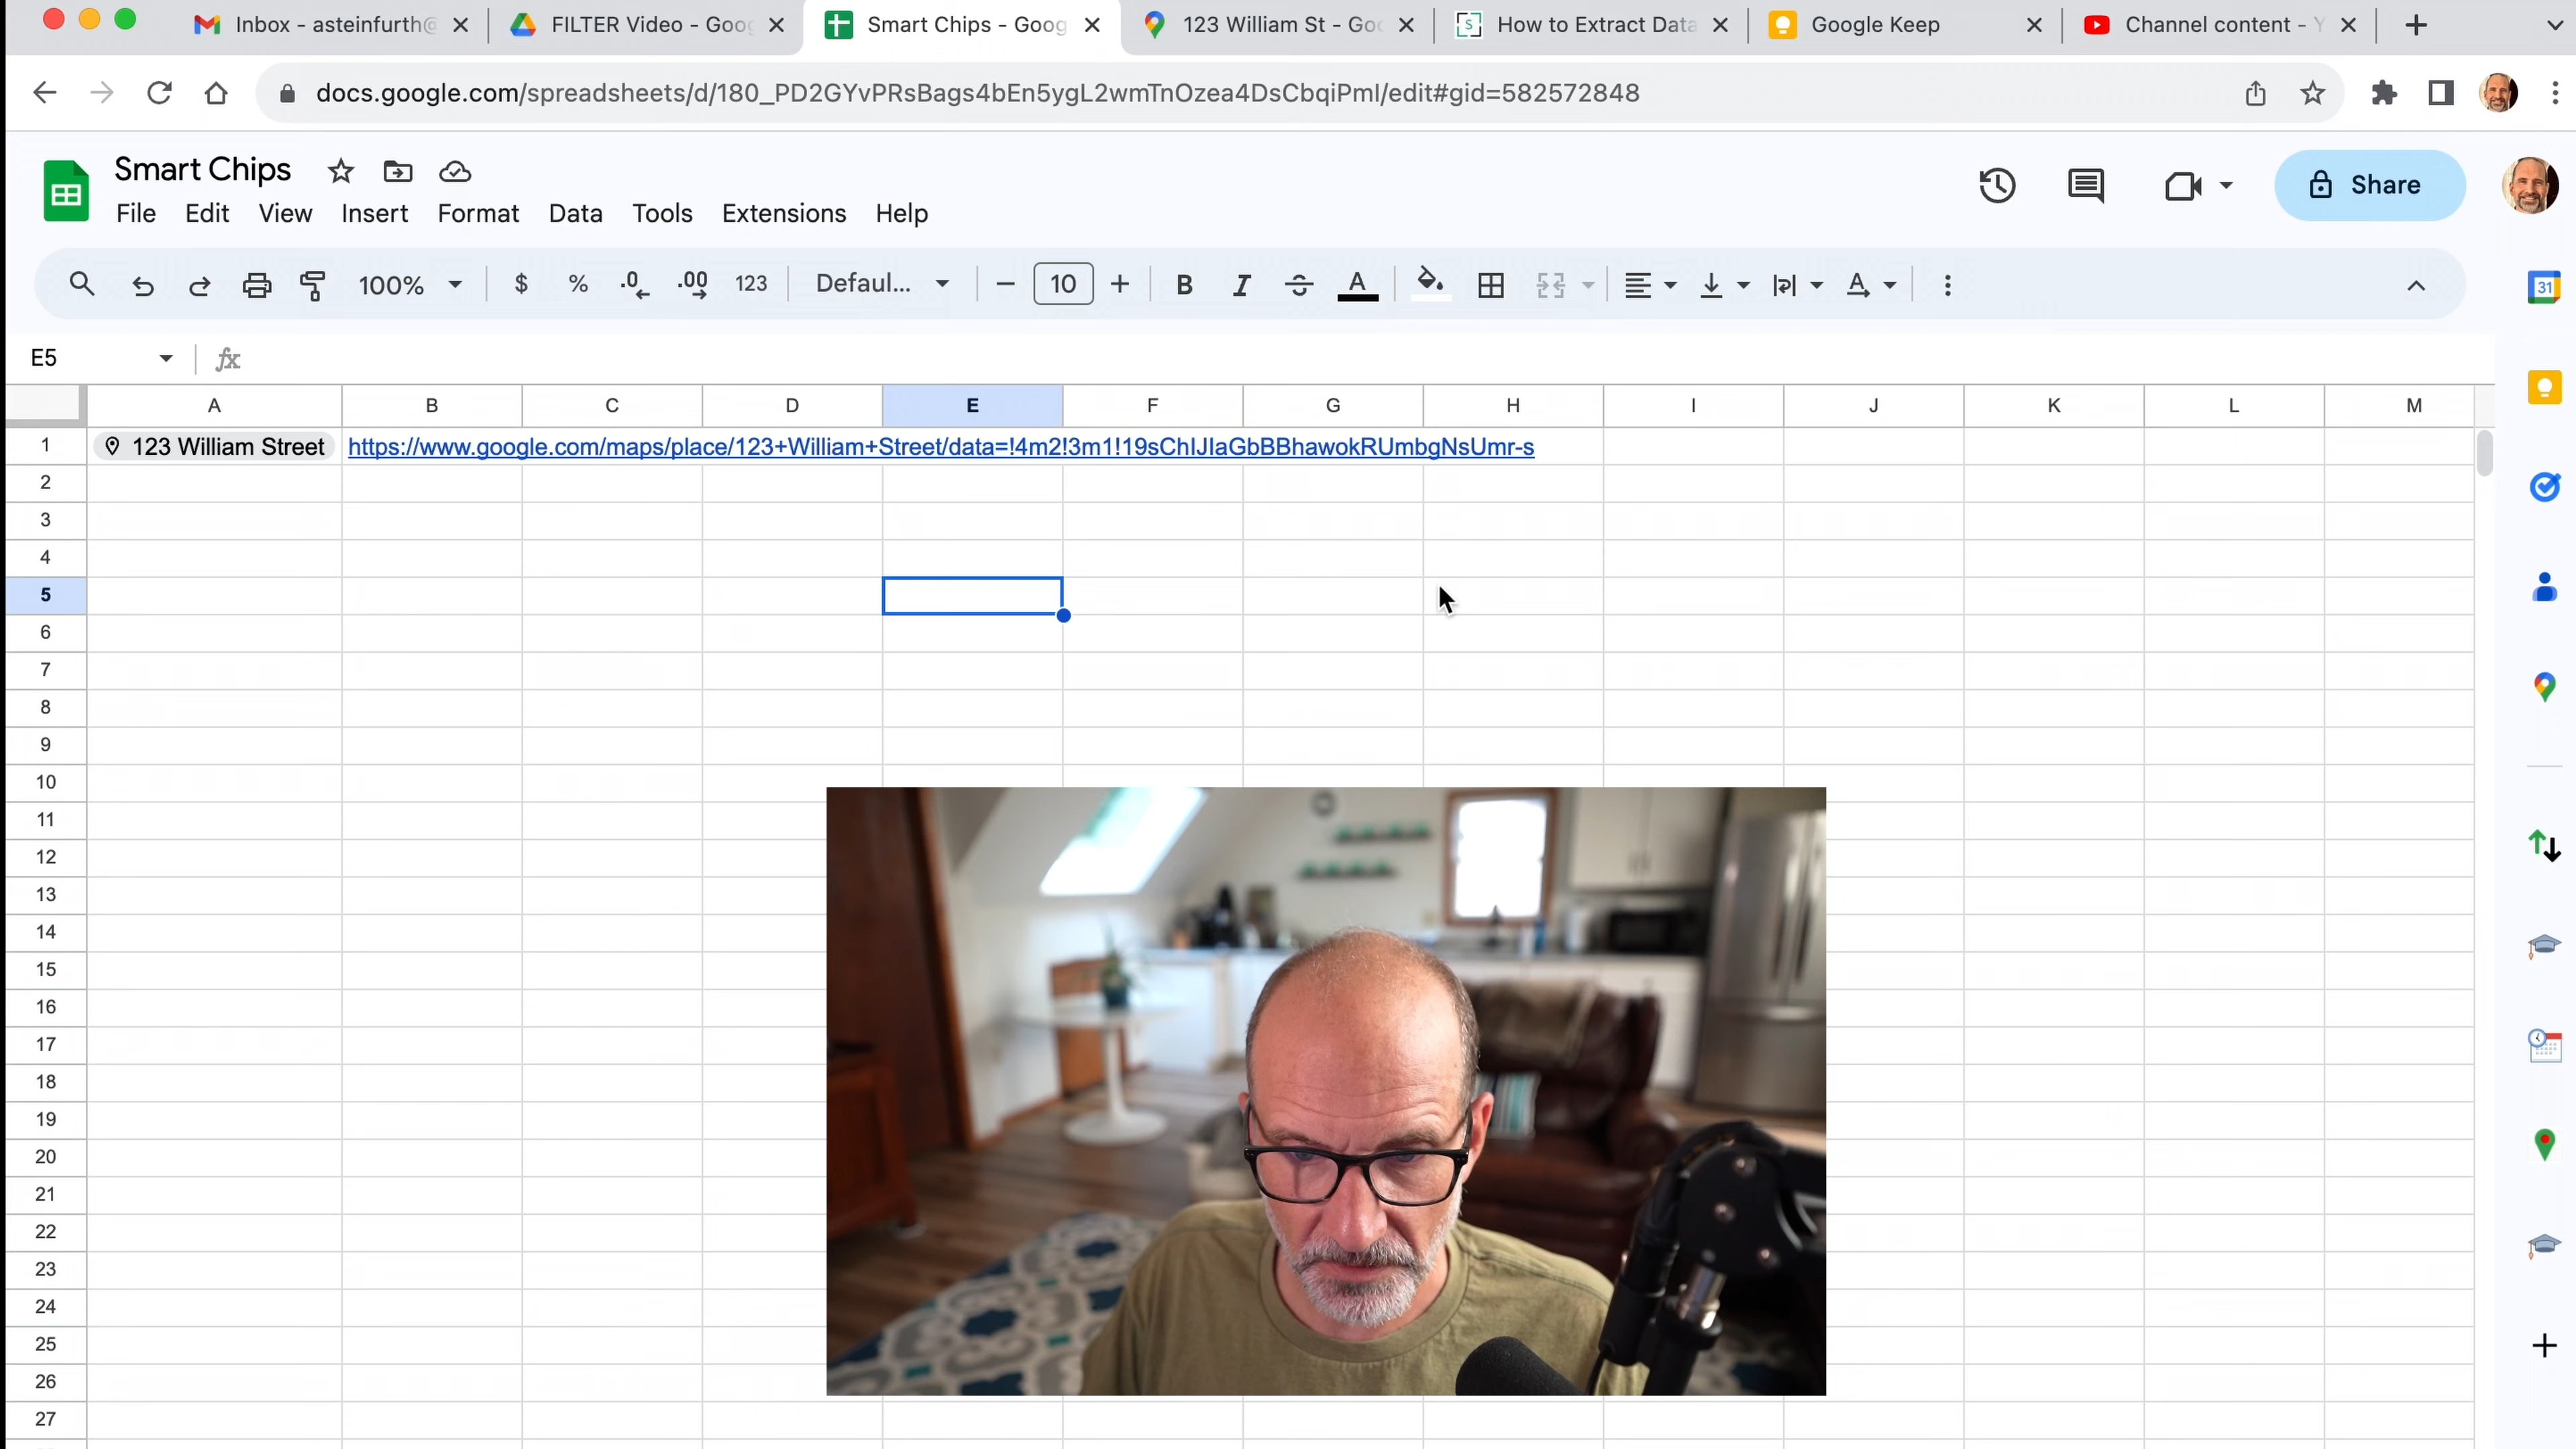 Inbox - asteinfurth@
FILTER Video - Goog
Smart Chips - Goog
123 William St - Goo
How to Extract Data
Google Keep
Channel content - Y
docs.google.com/spreadsheets/d/180_PD2GYvPRsBags4bEn5ygL2wmTnOzea4DsCbqiPmI/edit#gid=582572848
Smart Chips
File Edit View Insert Format Data Tools Extensions Help
Share
100% $ % .0 .00 123 Defaul... 10 B I A
31
E5 fx
A B C D E F G H I J K L M
1 123 William Street https://www.google.com/maps/place/123+William+Street/data=!4m2!3m1!19sChIJIaGbBBhawokRUmbgNsUmr-s
2
3
4
5
6
7
8
9
10
11
12
13
14
15
16
17
18
19
20
21
22
23
24
25
26
27